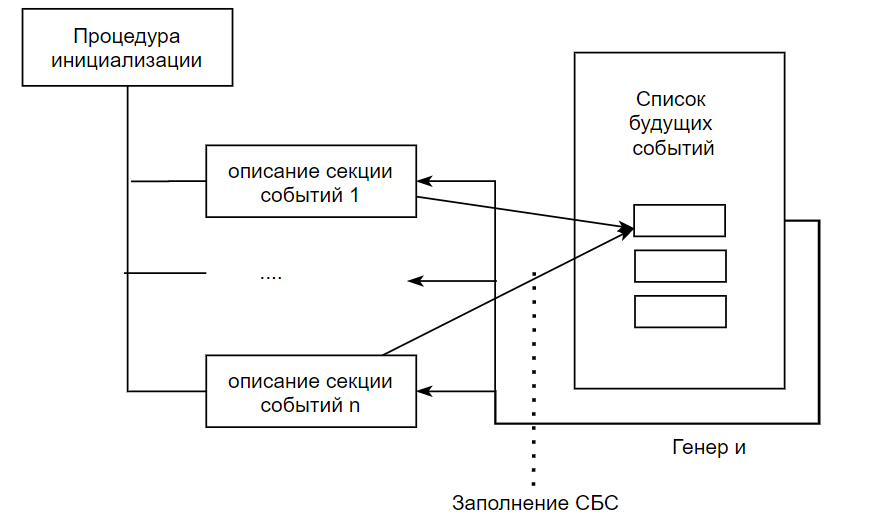 Процедура
инициализации
Список
будущих
событий
описание секции
событий 1
....
описание секции
событий n
Генер и
Заполнение СБС